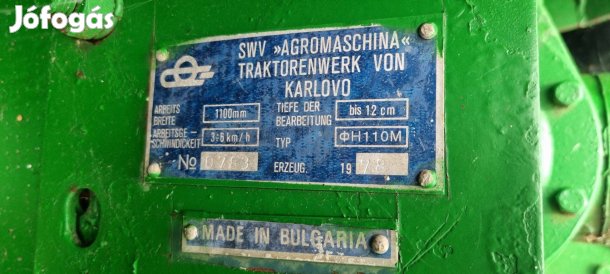 Jófogás
SWV »AGROMASCHINA«
TRAKTORENWERK VON
KARLOVO
ARBEITS BREITE 1100mm TIEFE DER BEARBEITUNG bis 12 cm
ARBEITSGE-SCHWINDICKEIT 3÷6 km/h TYP ФН110М
No ERZEUG. 19
MADE IN BULGARIA